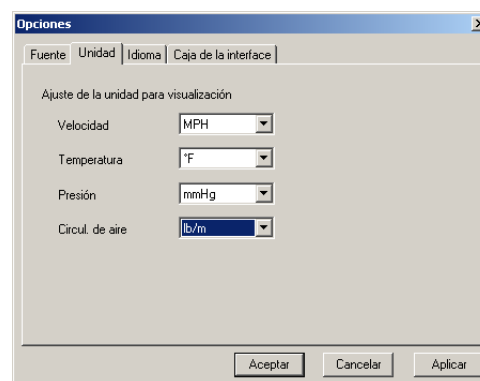 Opciones
Fuente Unidad Idioma Caja de la interface
Ajuste de la unidad para visualización
Velocidad MPH
Temperatura °F
Presión mmHg
Circul. de aire lb/m
Aceptar Cancelar Aplicar